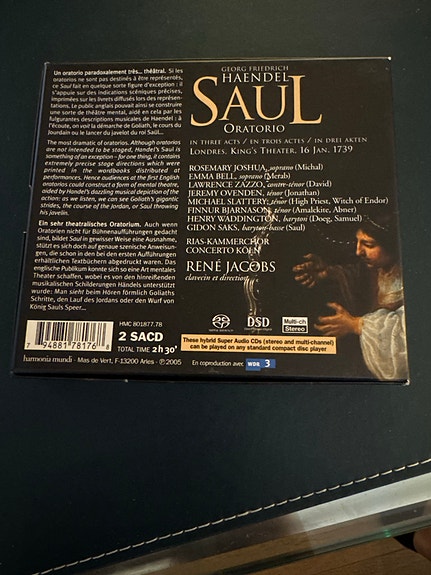 Un oratorio paradoxalement très... théâtral. Si les
oratorios ne sont pas destinés à être représentés,
ce Saul fait en quelque sorte figure d'exception ; il
s'appuie sur des indications scéniques précises,
imprimées sur les livrets diffusés lors des représen-
tations. Le public anglais pouvait ainsi se construire
une sorte de théâtre mental, aidé en cela par les
fulgurantes descriptions musicales de Haendel : à
l'écoute, on voit la démarche de Goliath, le cours du
Jourdain ou le lancer du javelot du roi Saül...
The most dramatic of oratorios. Although oratorios
are not intended to be staged, Handel's Saul is
something of an exception – for one thing, it contains
extremely precise stage directions which were
printed in the wordbooks distributed at
performances. Hence audiences at the first English
oratorios could construct a form of mental theatre,
aided by Handel's dazzling musical depiction of the
action: as we listen, we can see Goliath's gigantic
strides, the course of the Jordan, or Saul throwing
his javelin.
Ein sehr theatralisches Oratorium. Auch wenn
Oratorien nicht für Bühnenaufführungen gedacht
sind, bildet Saul in gewisser Weise eine Ausnahme,
stützt es sich doch auf genaue szenische Anweisun-
gen, die schon in den bei den ersten Aufführungen
erhältlichen Textbüchern abgedruckt waren. Das
englische Publikum konnte sich so eine Art Mentales
Theater schaffen, wobei es von den hinreißenden
musikalischen Schilderungen Händels unterstützt
wurde: Man sieht beim Hören förmlich Goliaths
Schritte, den Lauf des Jordans oder den Wurf von
König Sauls Speer...
HMC 801877.78
7 94881 78176 8
2 SACD
TOTAL TIME 2h30'
harmonia mundi - Mas de Vert, F-13200 Arles - ℗ 2005
GEORG FRIEDRICH
HAENDEL
SAUL
ORATORIO
IN THREE ACTS / EN TROIS ACTES / IN DREI AKTEN
LONDRES, KING'S THEATER, 16 JAN. 1739
ROSEMARY JOSHUA, soprano (Michal)
EMMA BELL, soprano (Merab)
LAWRENCE ZAZZO, contre-ténor (David)
JEREMY OVENDEN, ténor (Jonathan)
MICHAEL SLATTERY, ténor (High Priest, Witch of Endor)
FINNUR BJARNASON, ténor (Amalekite, Abner)
HENRY WADDINGTON, baryton (Doeg, Samuel)
GIDON SAKS, baryton-basse (Saul)
RIAS-KAMMERCHOR
CONCERTO KÖLN
RENÉ JACOBS
clavecin et direction
DSD
Multi-ch
Stereo
These hybrid Super Audio CDs (stereo and multi-channel)
can be played on any standard compact disc player
En coproduction avec WDR 3